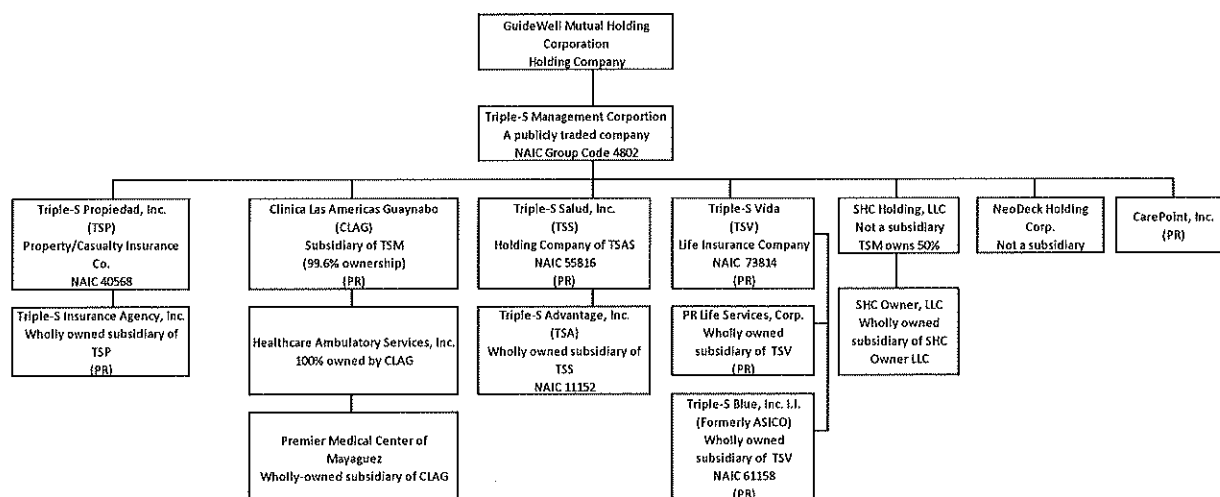 GuideWell Mutual Holding
Corporation
Holding Company
Triple-S Management Corportion
A publicly traded company
NAIC Group Code 4802
Triple-S Propiedad, Inc.
(TSP)
Property/Casualty Insurance
Co.
NAIC 40568
Clinica Las Americas Guaynabo
(CLAG)
Subsidiary of TSM
(99.6% ownership)
(PR)
Triple-S Salud, Inc.
(TSS)
Holding Company of TSAS
NAIC 55816
(PR)
Triple-S Vida
(TSV)
Life Insurance Company
NAIC 73814
(PR)
SHC Holding, LLC
Not a subsidiary
TSM owns 50%
NeoDeck Holding
Corp.
Not a subsidiary
CarePoint, Inc.
(PR)
Triple-S Insurance Agency, Inc.
Wholly owned subsidiary of
TSP
(PR)
Healthcare Ambulatory Services, Inc.
100% owned by CLAG
Triple-S Advantage, Inc.
(TSA)
Wholly owned subsidiary of
TSS
NAIC 11152
PR Life Services, Corp.
Wholly owned
subsidiary of TSV
(PR)
SHC Owner, LLC
Wholly owned
subsidiary of SHC
Owner LLC
Premier Medical Center of
Mayaguez
Wholly-owned subsidiary of CLAG
Triple-S Blue, Inc. I.I.
(Formerly ASICO)
Wholly owned
subsidiary of TSV
NAIC 61158
(PR)